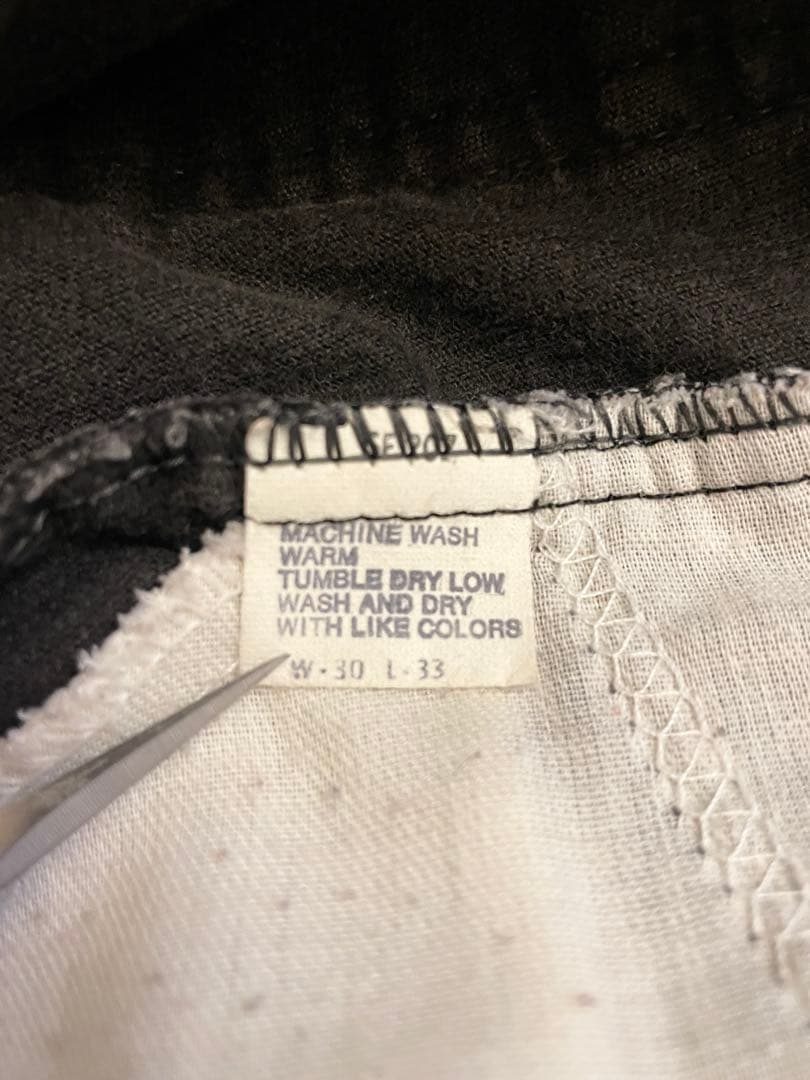 MACHINE WASH
WARM
TUMBLE DRY LOW
WASH AND DRY
WITH LIKE COLORS
W-30 L-33